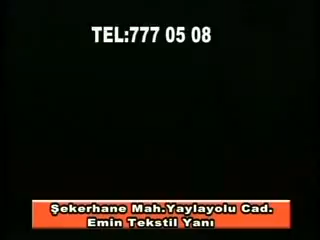 TEL:777 05 08
Şekerhane Mah.Yaylayolu Cad.
Emin Tekstil Yanı